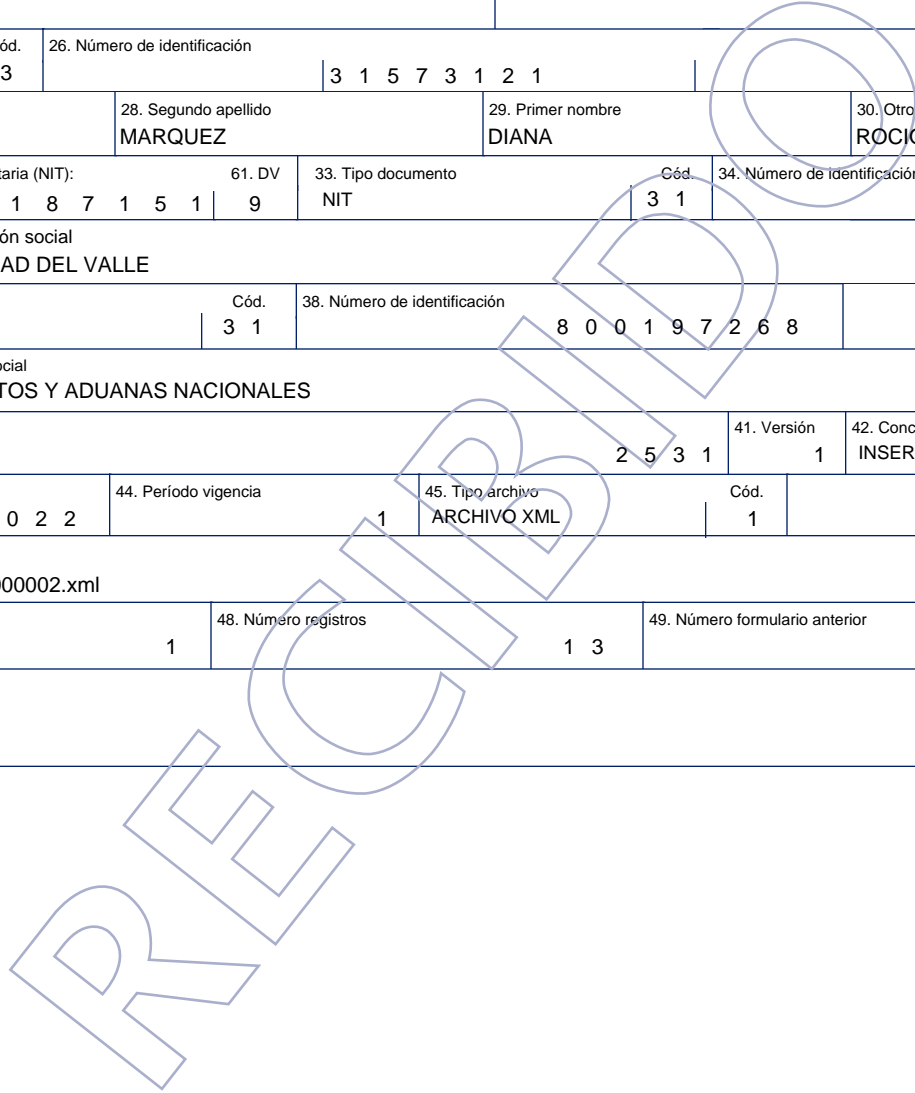 ód. 26. Número de identificación
3 3 1 5 7 3 1 2 1
28. Segundo apellido 29. Primer nombre 30. Otro
MARQUEZ DIANA ROCIO
taria (NIT): 61. DV 33. Tipo documento Cód. 34. Número de identificación
1 8 7 1 5 1 9 NIT 3 1
ón social
AD DEL VALLE
Cód. 38. Número de identificación
3 1 8 0 0 1 9 7 2 6 8
ocial
TOS Y ADUANAS NACIONALES
41. Versión 42. Conc
2 5 3 1 1 INSER
44. Período vigencia 45. Tipo archivo Cód.
0 2 2 1 ARCHIVO XML 1
000002.xml
48. Número registros 49. Número formulario anterior
1 1 3
RECIBIDO